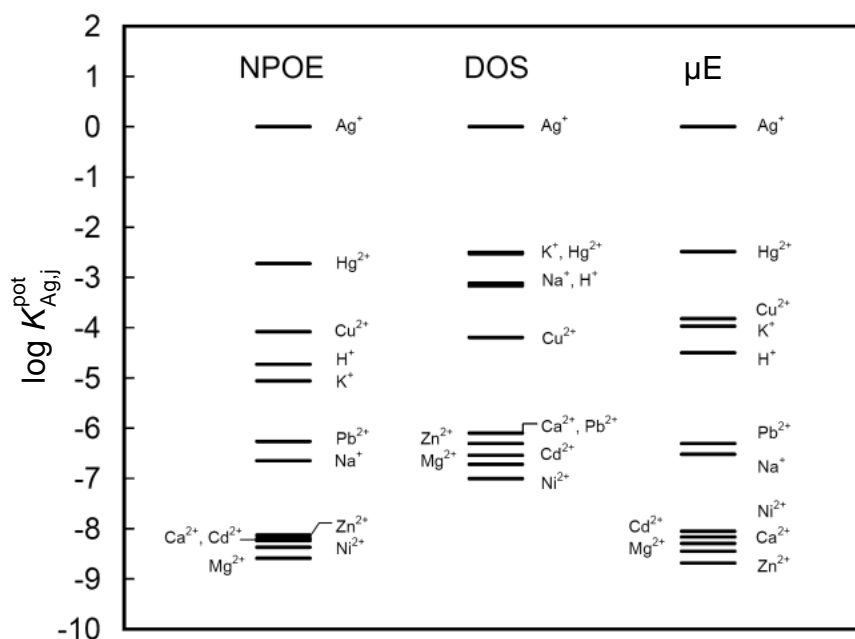 2
1
0
-1
-2
-3
-4
-5
-6
-7
-8
-9
-10
log K^pot_Ag,j
NPOE
Ag⁺
Hg²⁺
Cu²⁺
H⁺
K⁺
Pb²⁺
Na⁺
Zn²⁺
Ca²⁺, Cd²⁺
Ni²⁺
Mg²⁺
DOS
Ag⁺
K⁺, Hg²⁺
Na⁺, H⁺
Cu²⁺
Ca²⁺, Pb²⁺
Zn²⁺
Cd²⁺
Mg²⁺
Ni²⁺
µE
Ag⁺
Hg²⁺
Cu²⁺
K⁺
H⁺
Pb²⁺
Na⁺
Ni²⁺
Cd²⁺
Ca²⁺
Mg²⁺
Zn²⁺